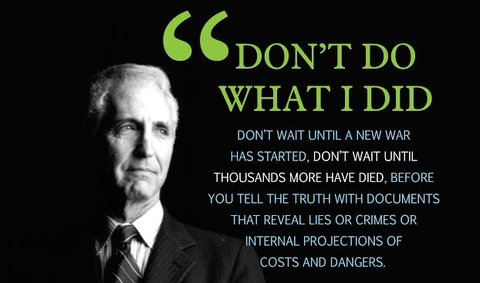 “ DON’T DO
WHAT I DID
DON’T WAIT UNTIL A NEW WAR
HAS STARTED, DON’T WAIT UNTIL
THOUSANDS MORE HAVE DIED, BEFORE
YOU TELL THE TRUTH WITH DOCUMENTS
THAT REVEAL LIES OR CRIMES OR
INTERNAL PROJECTIONS OF
COSTS AND DANGERS.